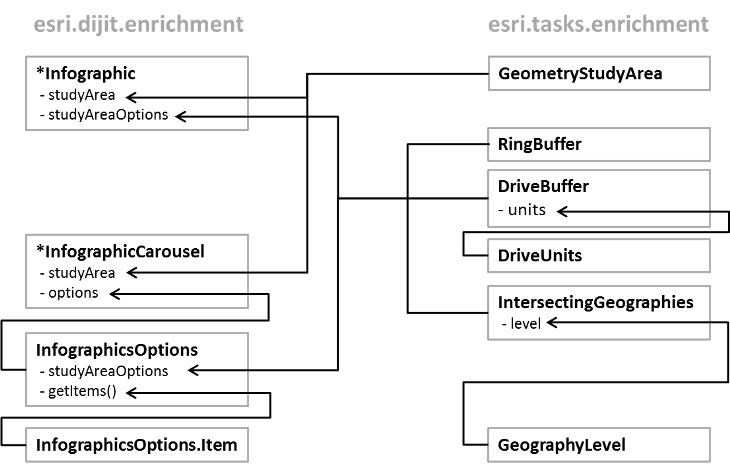 esri.dijit.enrichment
*Infographic
- studyArea
- studyAreaOptions
*InfographicCarousel
- studyArea
- options
InfographicsOptions
- studyAreaOptions
- getItems()
InfographicsOptions.Item
esri.tasks.enrichment
GeometryStudyArea
RingBuffer
DriveBuffer
- units
DriveUnits
IntersectingGeographies
- level
GeographyLevel